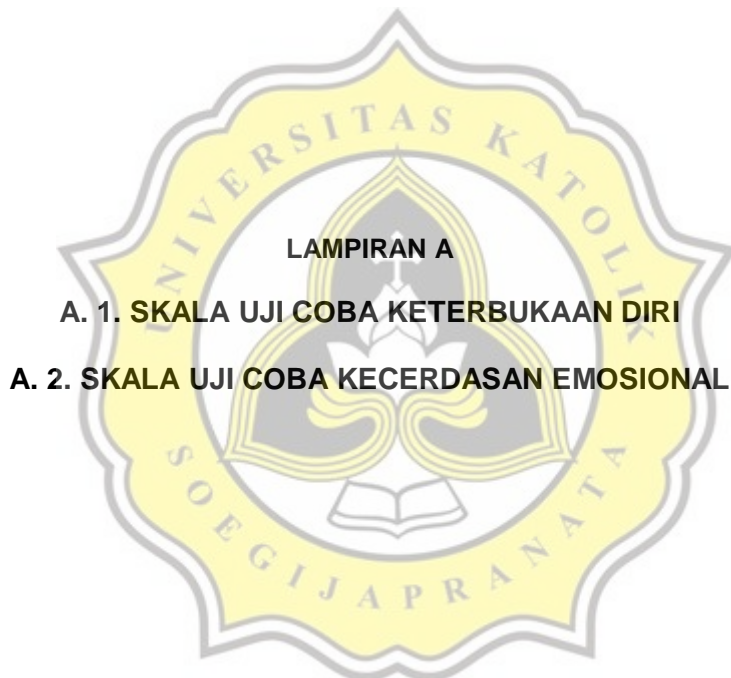 UNIVERSITAS KATOLIK
LAMPIRAN A
A. 1. SKALA UJI COBA KETERBUKAAN DIRI
A. 2. SKALA UJI COBA KECERDASAN EMOSIONAL
SOEGIJAPRANATA